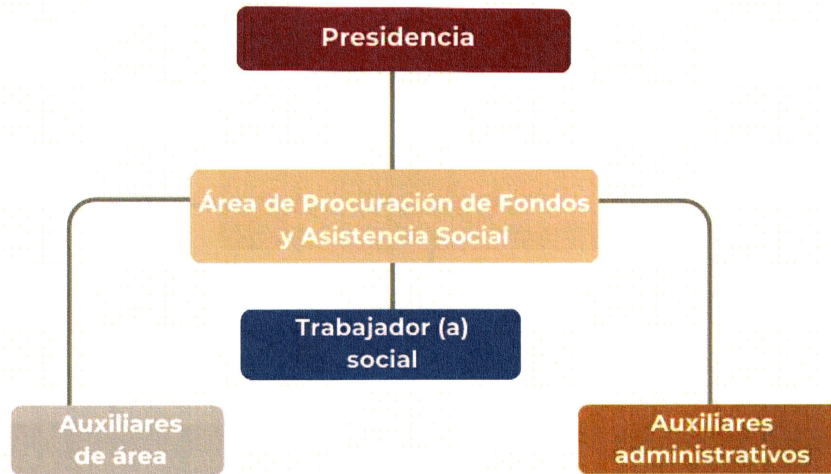 Presidencia
Área de Procuración de Fondos
y Asistencia Social
Trabajador (a)
social
Auxiliares
de área
Auxiliares
administrativos